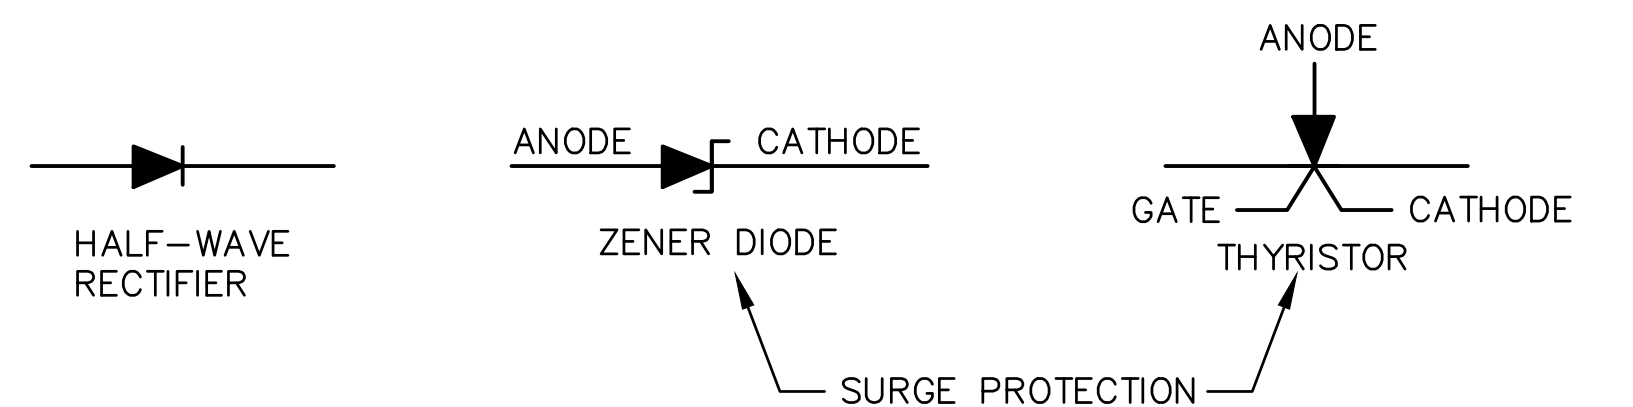 HALF-WAVE
RECTIFIER
ANODE
CATHODE
ZENER DIODE
ANODE
GATE
CATHODE
THYRISTOR
SURGE PROTECTION